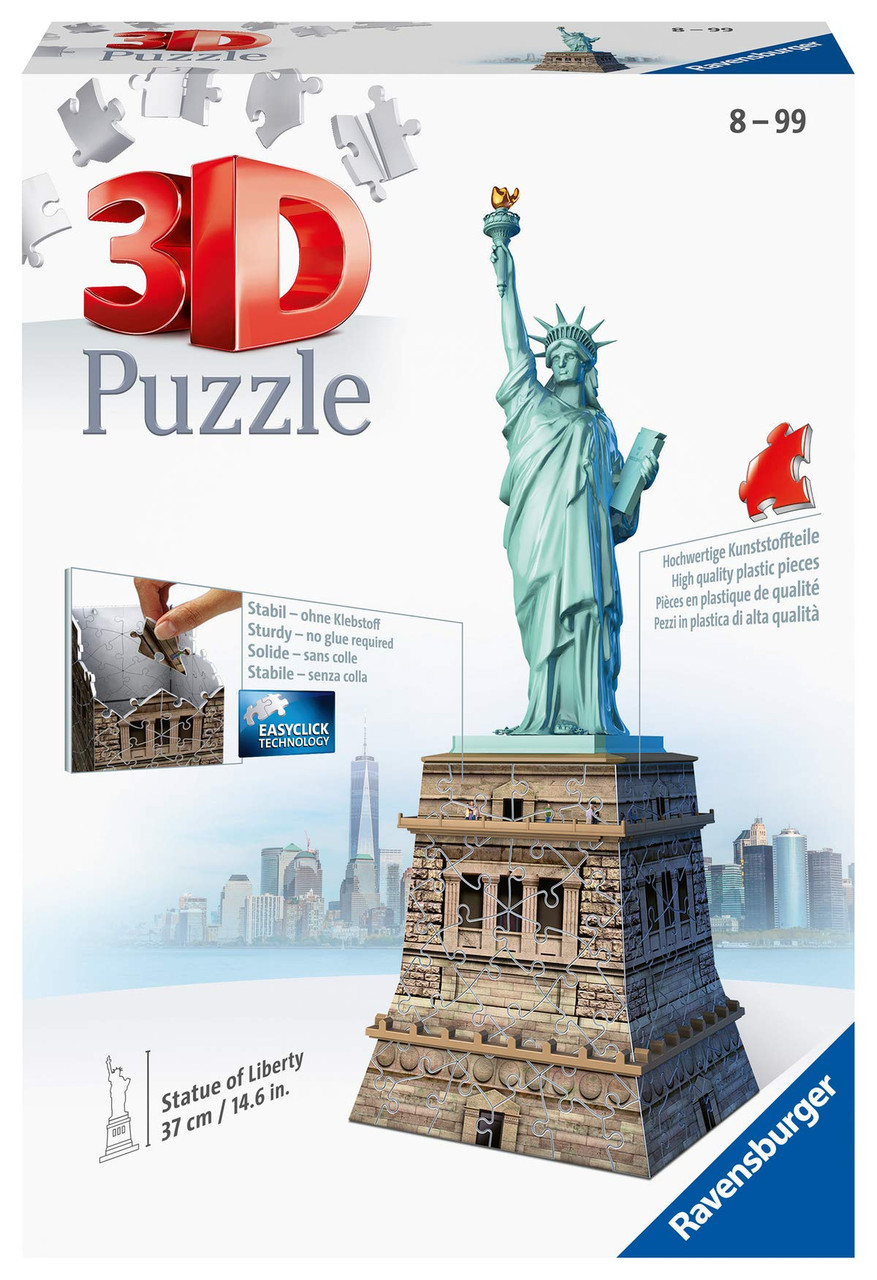 3D
Puzzle
8 – 99
Ravensburger
8 – 99
3D
Puzzle
Hochwertige Kunststoffteile
High quality plastic pieces
Pièces en plastique de qualité
Pezzi in plastica di alta qualità
Stabil – ohne Klebstoff
Sturdy – no glue required
Solide – sans colle
Stabile – senza colla
EASYCLICK
TECHNOLOGY
Statue of Liberty
37 cm / 14.6 in.
Ravensburger